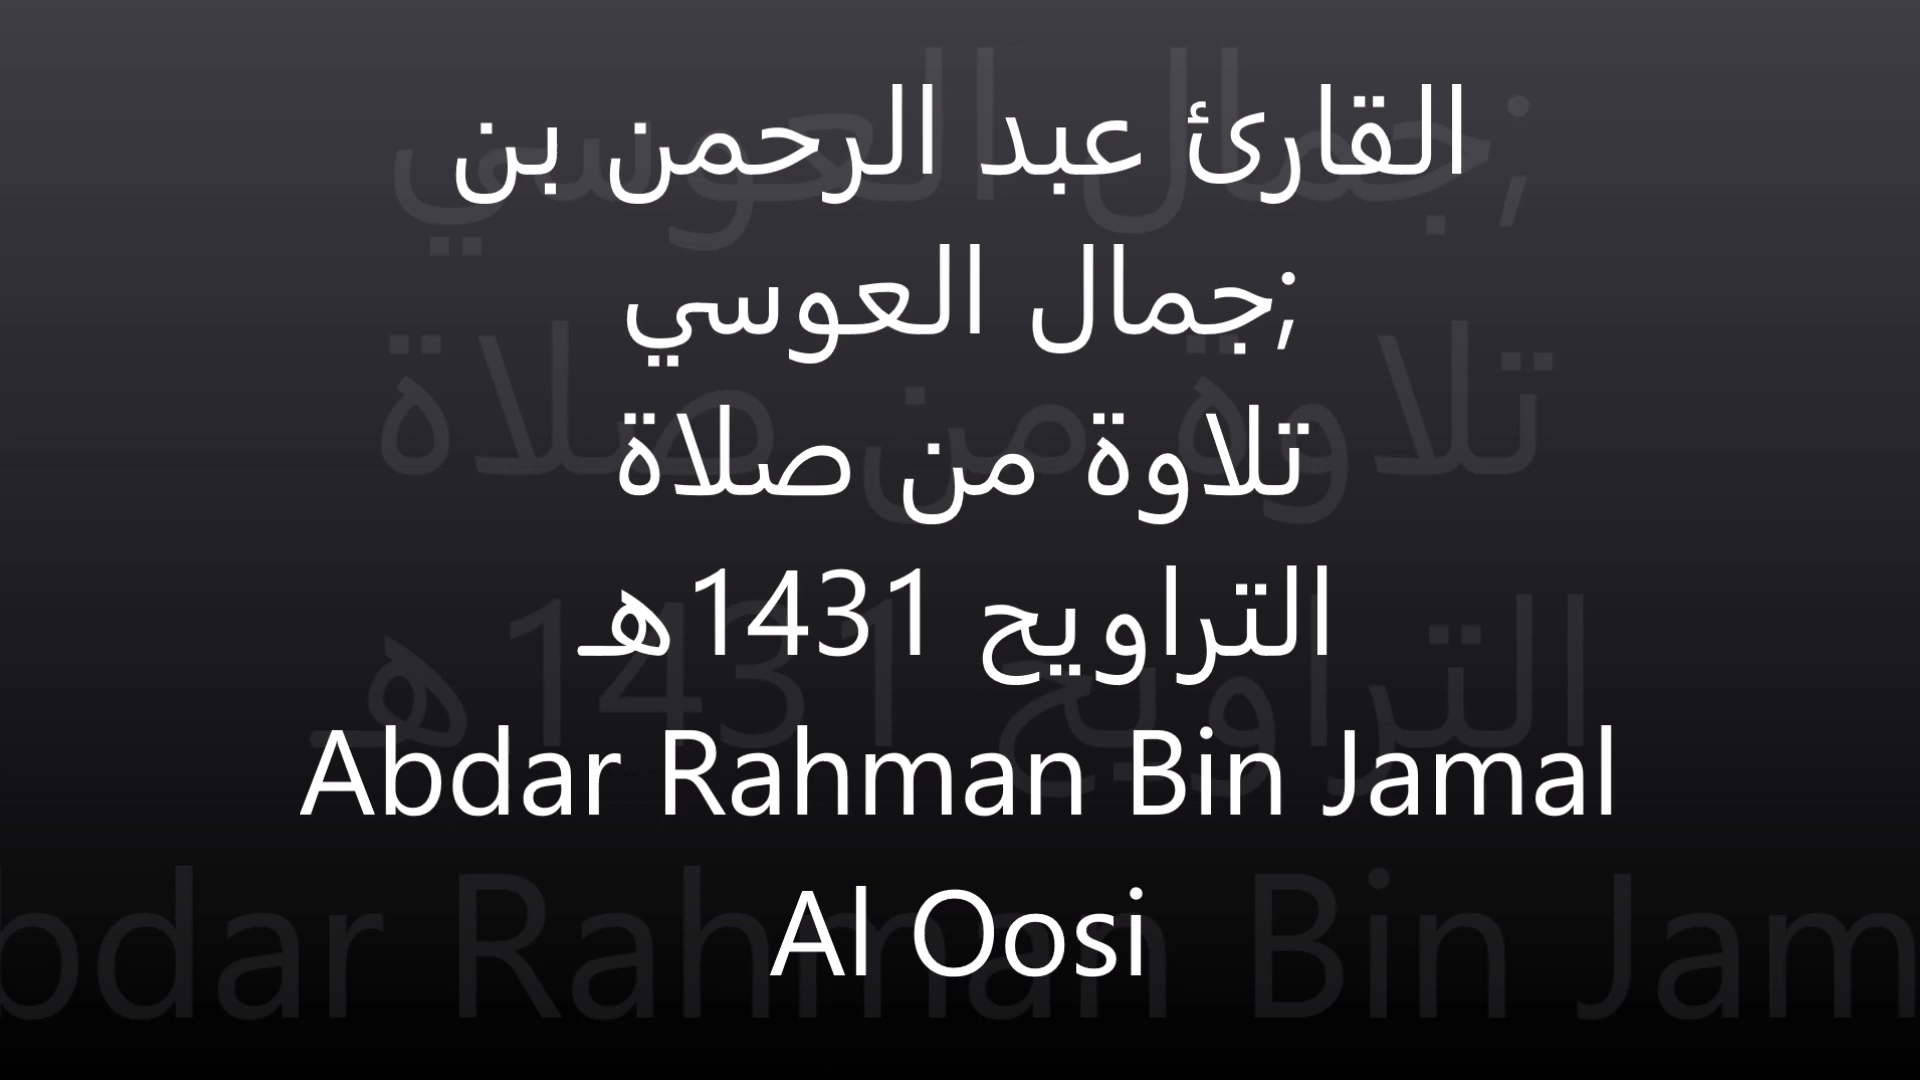 القارئ عبد الرحمن بن
;جمال العوسي
تلاوة من صلاة
التراويح 1431هـ
Abdar Rahman Bin Jamal
Al Oosi